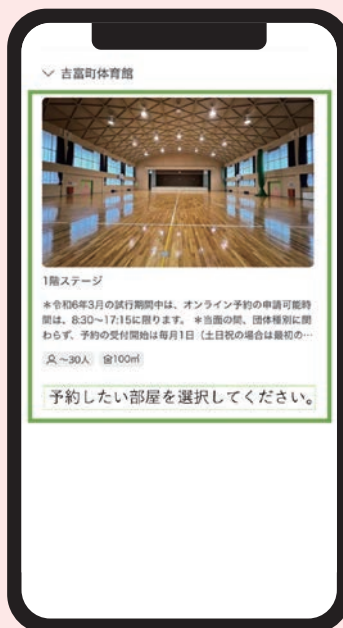 吉富町体育館
1階ステージ
＊令和6年3月の試行期間中は、オンライン予約の申請可能時
間は、8:30〜17:15に限ります。 ＊当面の間、団体種別に関
わらず、予約の受付開始は毎月1日（土日祝の場合は最初の…
〜30人 100㎡
予約したい部屋を選択してください。